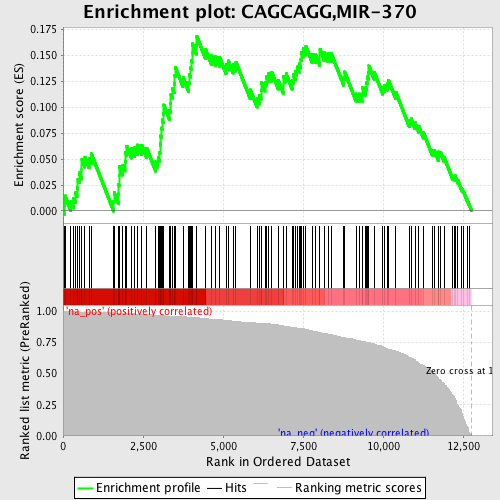 Enrichment plot: CAGCAGG,MIR-370
Enrichment score (ES)
0.175
0.150
0.125
0.100
0.075
0.050
0.025
0.000
'na_pos' (positively correlated)
Ranked list metric (PreRanked)
1.00
0.75
0.50
0.25
0.00
Zero cross at 1
'na_neg' (negatively correlated)
0
2,500
5,000
7,500
10,000
12,500
Rank in Ordered Dataset
Enrichment profile
Hits
Ranking metric scores